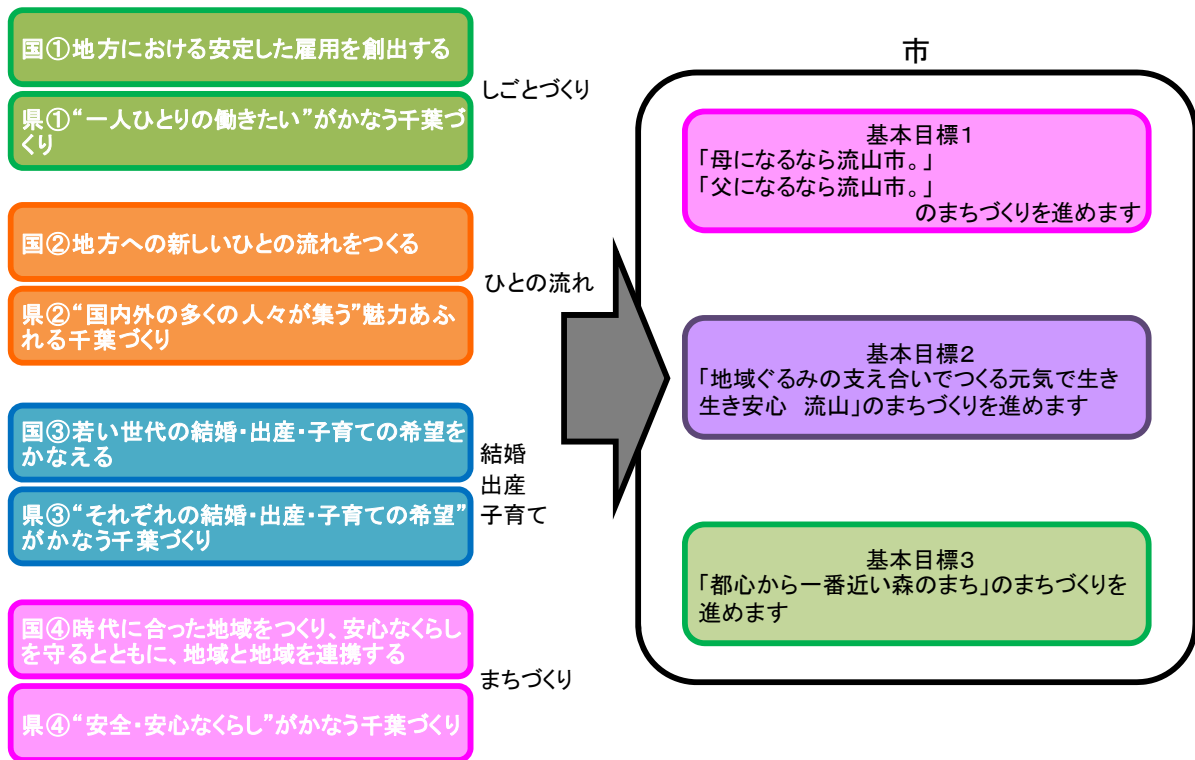 国①地方における安定した雇用を創出する
県①“一人ひとりの働きたい”がかなう千葉づ
くり
しごとづくり
国②地方への新しいひとの流れをつくる
県②“国内外の多くの人々が集う”魅力あふ
れる千葉づくり
ひとの流れ
国③若い世代の結婚・出産・子育ての希望を
かなえる
県③“それぞれの結婚・出産・子育ての希望”
がかなう千葉づくり
結婚
出産
子育て
国④時代に合った地域をつくり、安心なくらし
を守るとともに、地域と地域を連携する
県④“安全・安心なくらし”がかなう千葉づくり
まちづくり
市
基本目標1
「母になるなら流山市。」
「父になるなら流山市。」
のまちづくりを進めます
基本目標2
「地域ぐるみの支え合いでつくる元気で生き
生き安心　流山」のまちづくりを進めます
基本目標3
「都心から一番近い森のまち」のまちづくりを
進めます